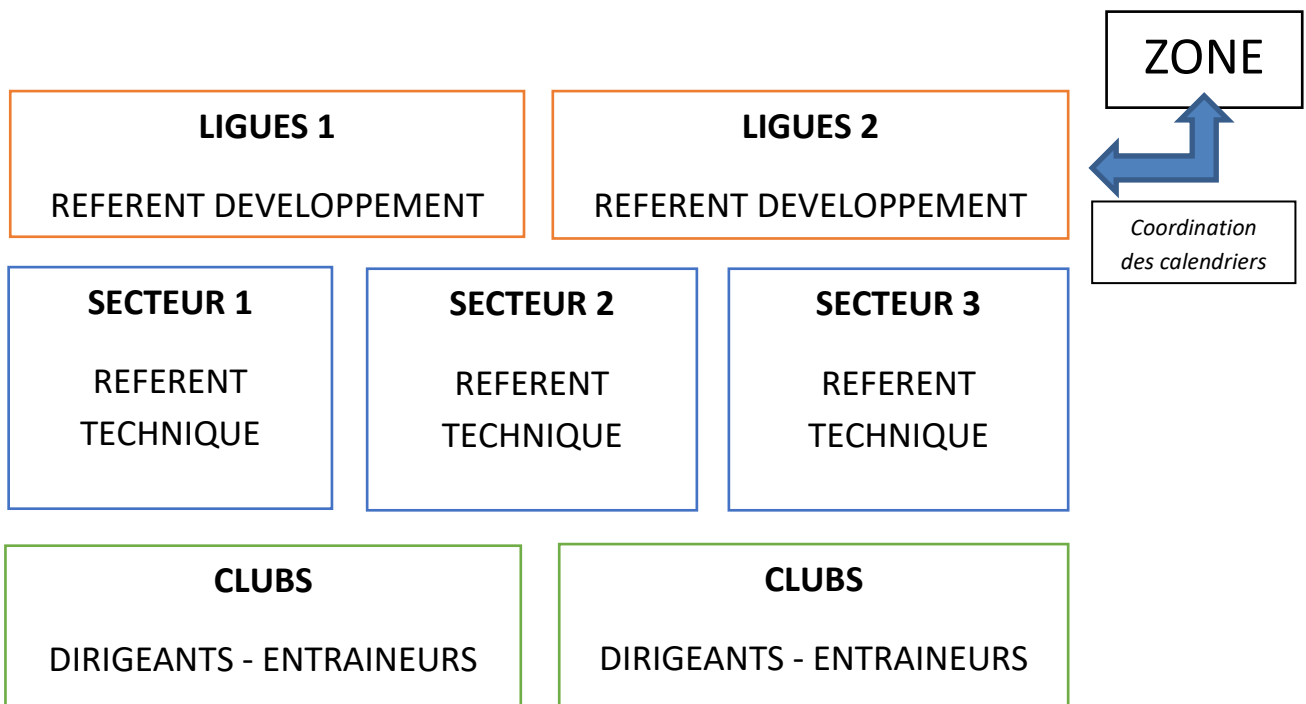 ZONE
LIGUES 1
REFERENT DEVELOPPEMENT
LIGUES 2
REFERENT DEVELOPPEMENT
Coordination
des calendriers
SECTEUR 1
REFERENT
TECHNIQUE
SECTEUR 2
REFERENT
TECHNIQUE
SECTEUR 3
REFERENT
TECHNIQUE
CLUBS
DIRIGEANTS - ENTRAINEURS
CLUBS
DIRIGEANTS - ENTRAINEURS